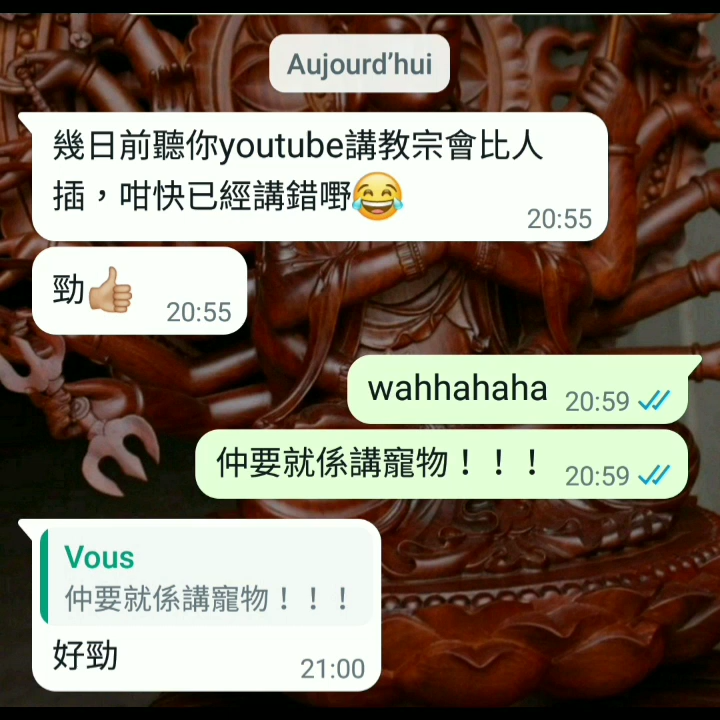 Aujourd'hui
幾日前聽你youtube講教宗會比人
插，咁快已經講錯嘢😂
20:55
勁👍🏼
20:55
wahhahaha
20:59
仲要就係講寵物！！！
20:59
Vous
仲要就係講寵物！！！
好勁
21:00